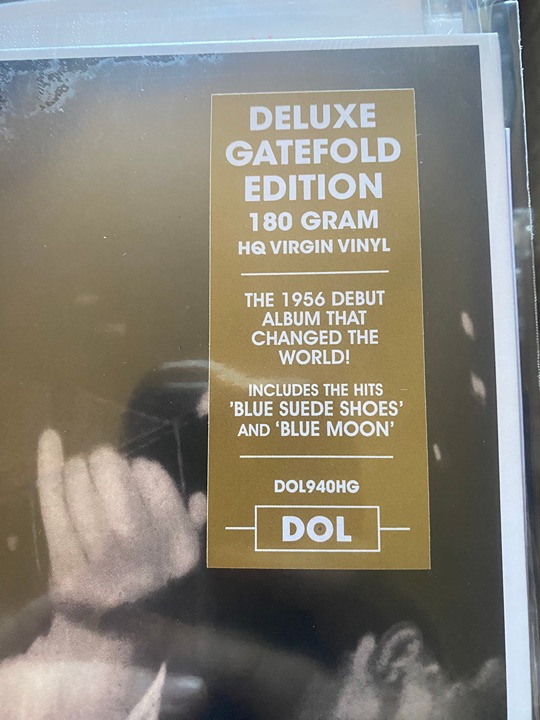 DELUXE
GATEFOLD
EDITION
180 GRAM
HQ VIRGIN VINYL
THE 1956 DEBUT
ALBUM THAT
CHANGED THE
WORLD!
INCLUDES THE HITS
'BLUE SUEDE SHOES'
AND 'BLUE MOON'
DOL940HG
DOL